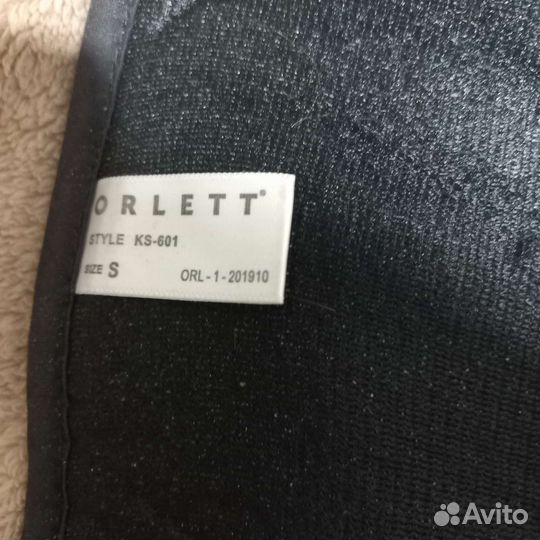 ORLETT®
STYLE KS-601
SIZE S ORL-1-201910
Avito